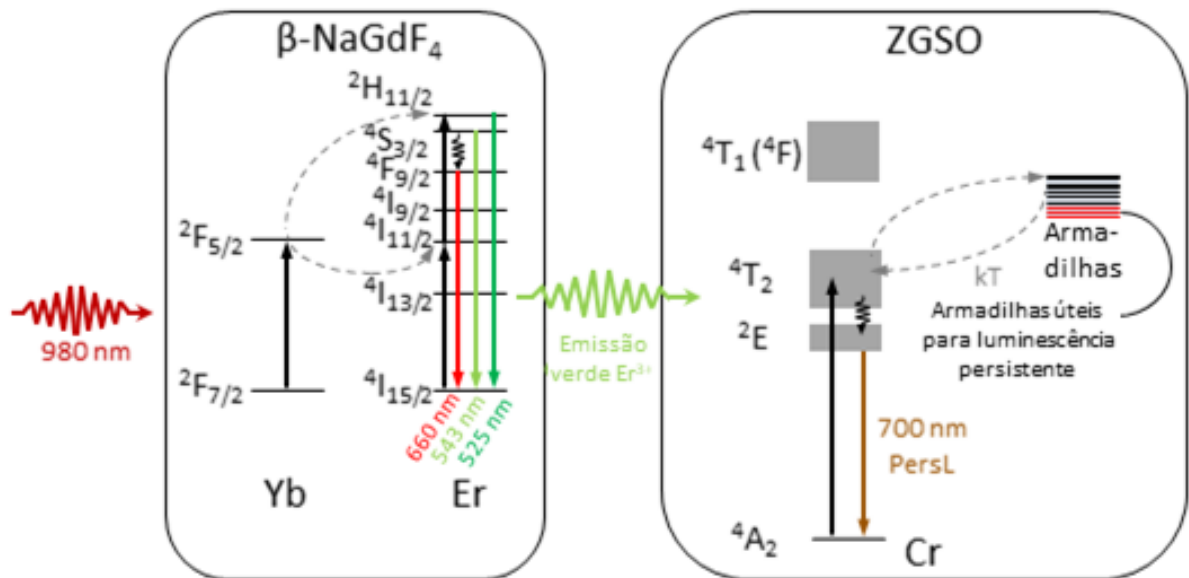 β-NaGdF₄
²H₁₁/₂
⁴S₃/₂
⁴F₉/₂
⁴I₉/₂
⁴I₁₁/₂
⁴I₁₃/₂
⁴I₁₅/₂
²F₅/₂
²F₇/₂
980 nm
660 nm
543 nm
525 nm
Yb
Er
Emissão
verde Er³⁺
ZGSO
⁴T₁ (⁴F)
⁴T₂
²E
⁴A₂
kT
Arma-
dilhas
Armadilhas úteis
para luminescência
persistente
700 nm
PersL
Cr